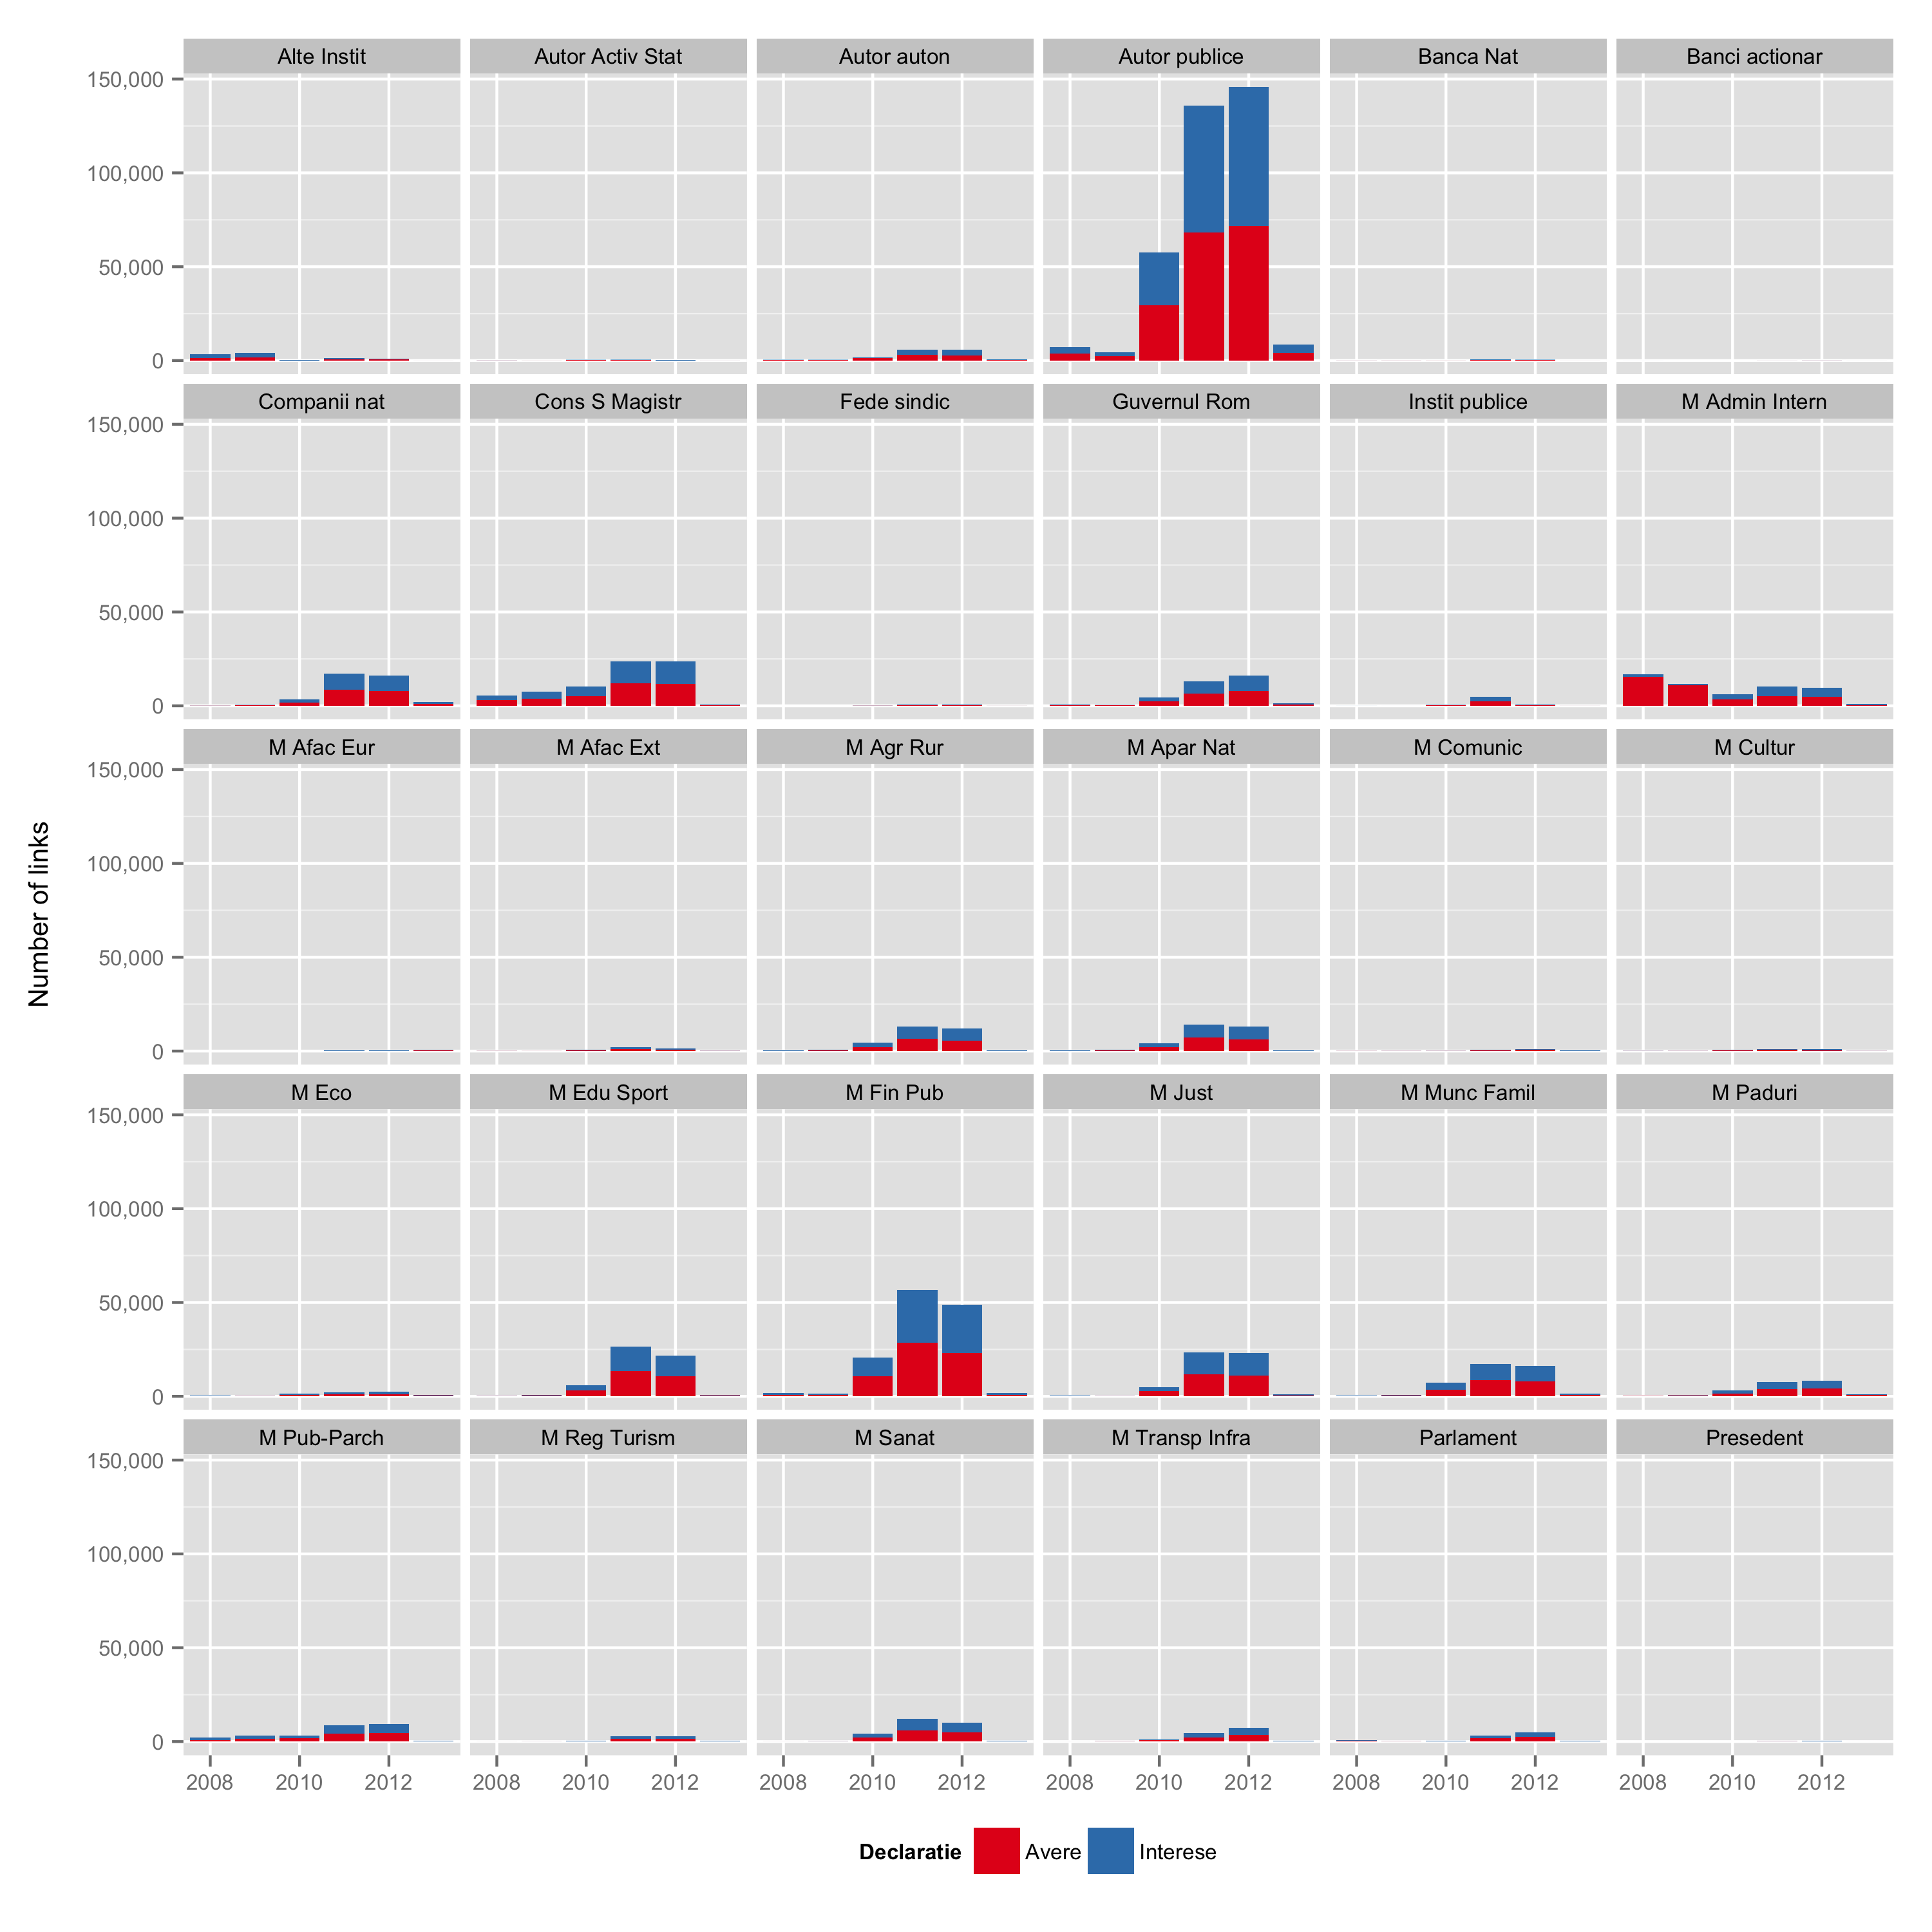 Alte Instit Autor Activ Stat Autor auton Autor publice Banca Nat Banci actionar
150,000
100,000
50,000
0
Companii nat Cons S Magistr Fede sindic Guvernul Rom Instit publice M Admin Intern
150,000
100,000
50,000
0
M Afac Eur M Afac Ext M Agr Rur M Apar Nat M Comunic M Cultur
150,000
100,000
50,000
0
Number of links
M Eco M Edu Sport M Fin Pub M Just M Munc Famil M Paduri
150,000
100,000
50,000
0
M Pub-Parch M Reg Turism M Sanat M Transp Infra Parlament Presedent
150,000
100,000
50,000
0
2008 2010 2012 2008 2010 2012 2008 2010 2012 2008 2010 2012 2008 2010 2012 2008 2010 2012
Declaratie Avere Interese